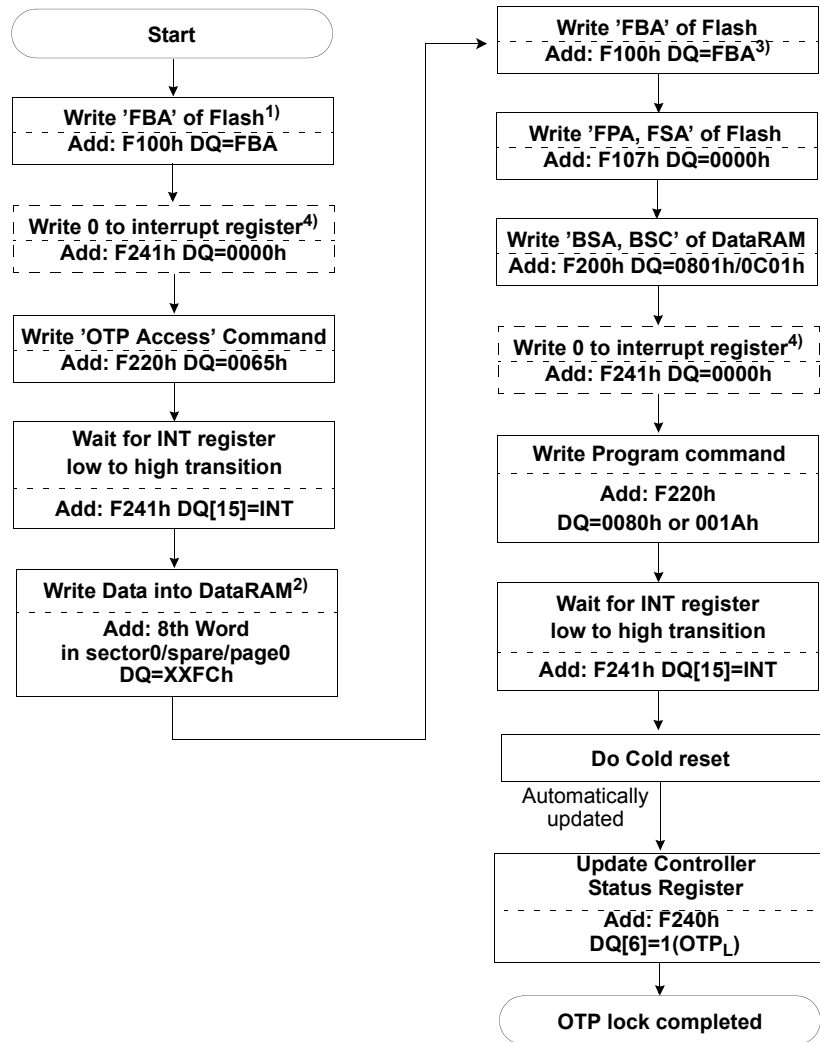 Start
Write 'FBA' of Flash1)
Add: F100h DQ=FBA
Write 0 to interrupt register4)
Add: F241h DQ=0000h
Write 'OTP Access' Command
Add: F220h DQ=0065h
Wait for INT register
low to high transition
Add: F241h DQ[15]=INT
Write Data into DataRAM2)
Add: 8th Word
in sector0/spare/page0
DQ=XXFCh
Write 'FBA' of Flash
Add: F100h DQ=FBA3)
Write 'FPA, FSA' of Flash
Add: F107h DQ=0000h
Write 'BSA, BSC' of DataRAM
Add: F200h DQ=0801h/0C01h
Write 0 to interrupt register4)
Add: F241h DQ=0000h
Write Program command
Add: F220h
DQ=0080h or 001Ah
Wait for INT register
low to high transition
Add: F241h DQ[15]=INT
Do Cold reset
Automatically
updated
Update Controller
Status Register
Add: F240h
DQ[6]=1(OTPL)
OTP lock completed